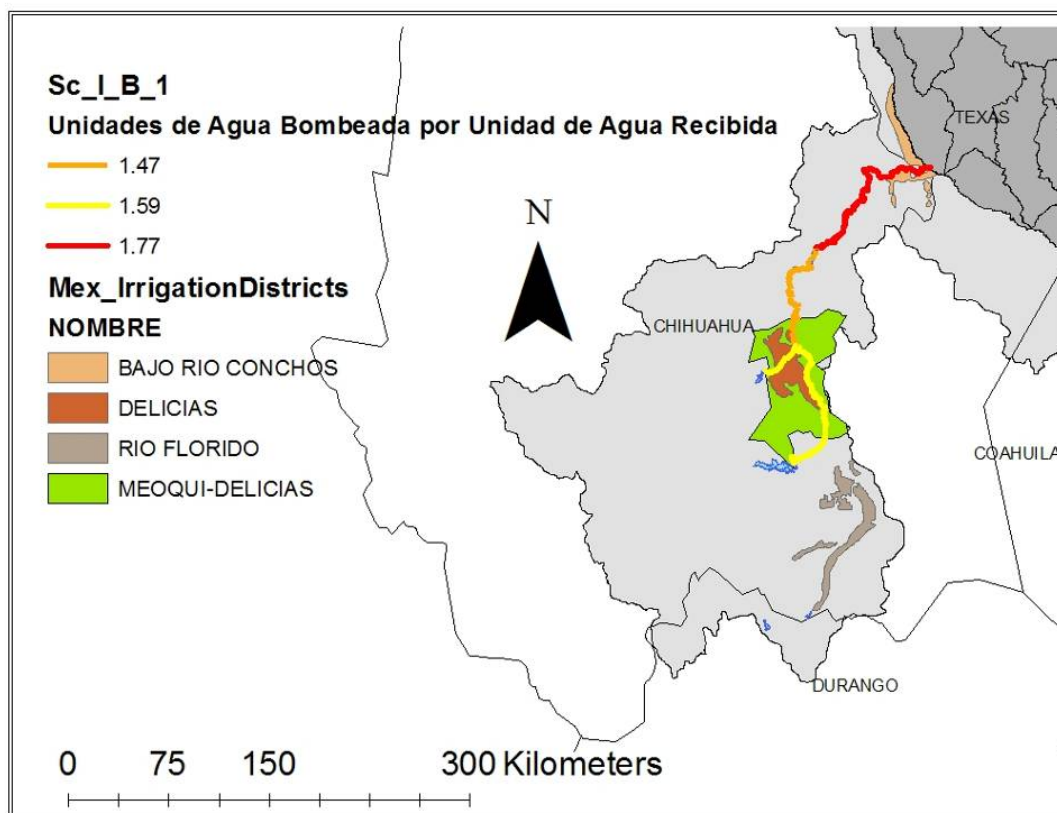 Sc_I_B_1
Unidades de Agua Bombeada por Unidad de Agua Recibida
1.47
1.59
1.77
Mex_IrrigationDistricts
NOMBRE
BAJO RIO CONCHOS
DELICIAS
RIO FLORIDO
MEOQUI-DELICIAS
N
TEXAS
CHIHUAHUA
COAHUILA
DURANGO
0 75 150 300 Kilometers